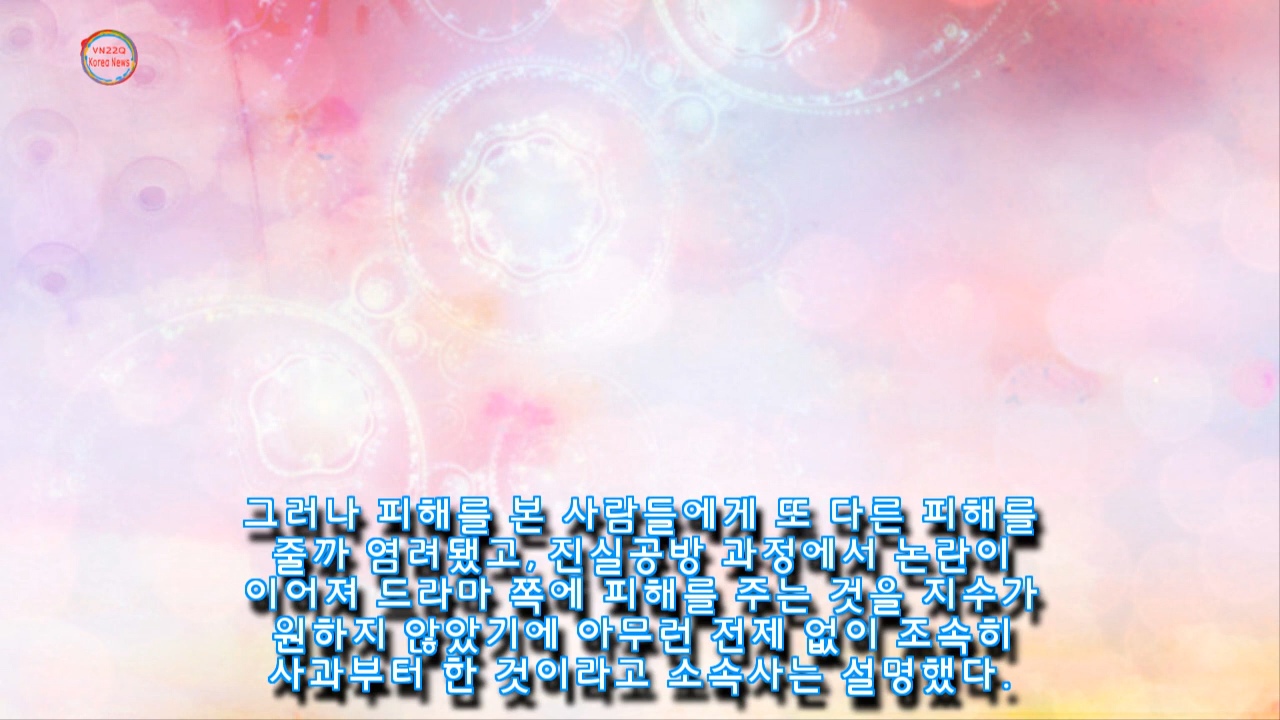 VN22Q
Korea News
그러나 피해를 본 사람들에게 또 다른 피해를
줄까 염려됐고, 진실공방 과정에서 논란이
이어져 드라마 쪽에 피해를 주는 것을 지수가
원하지 않았기에 아무런 전제 없이 조속히
사과부터 한 것이라고 소속사는 설명했다.